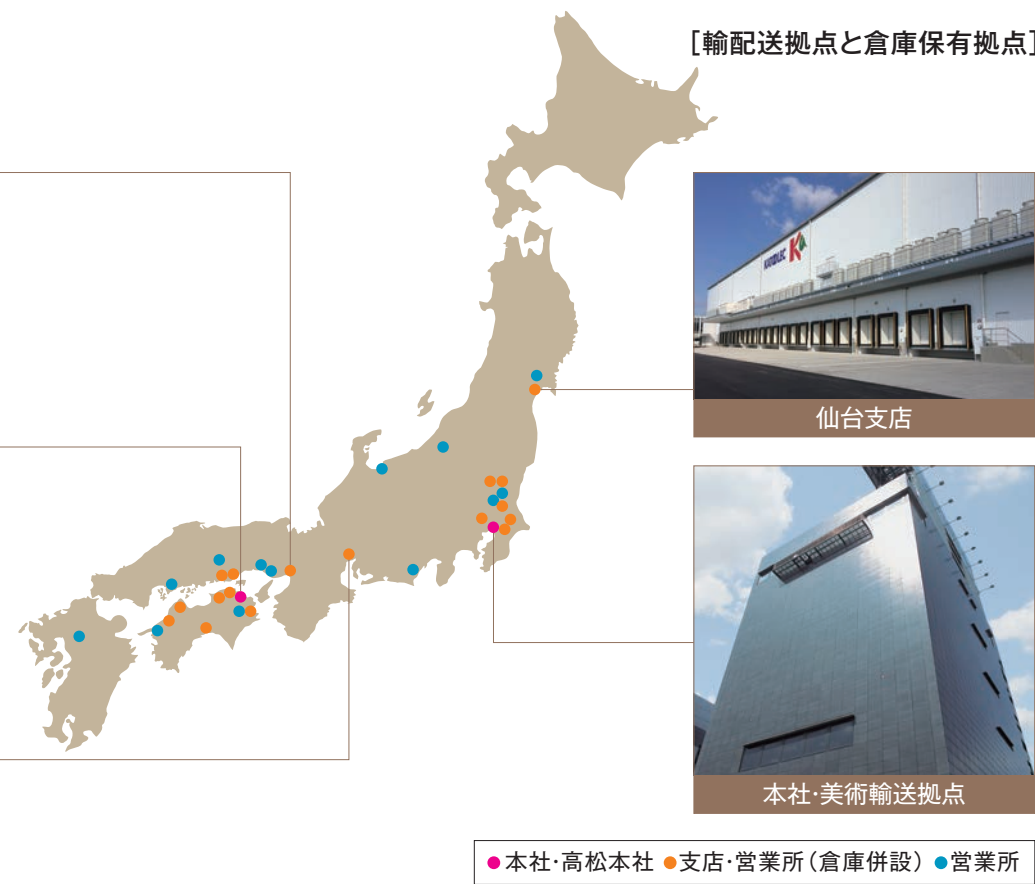 [輸配送拠点と倉庫保有拠点]
KANOLEC
仙台支店
本社・美術輸送拠点
●本社・高松本社 ●支店・営業所(倉庫併設) ●営業所